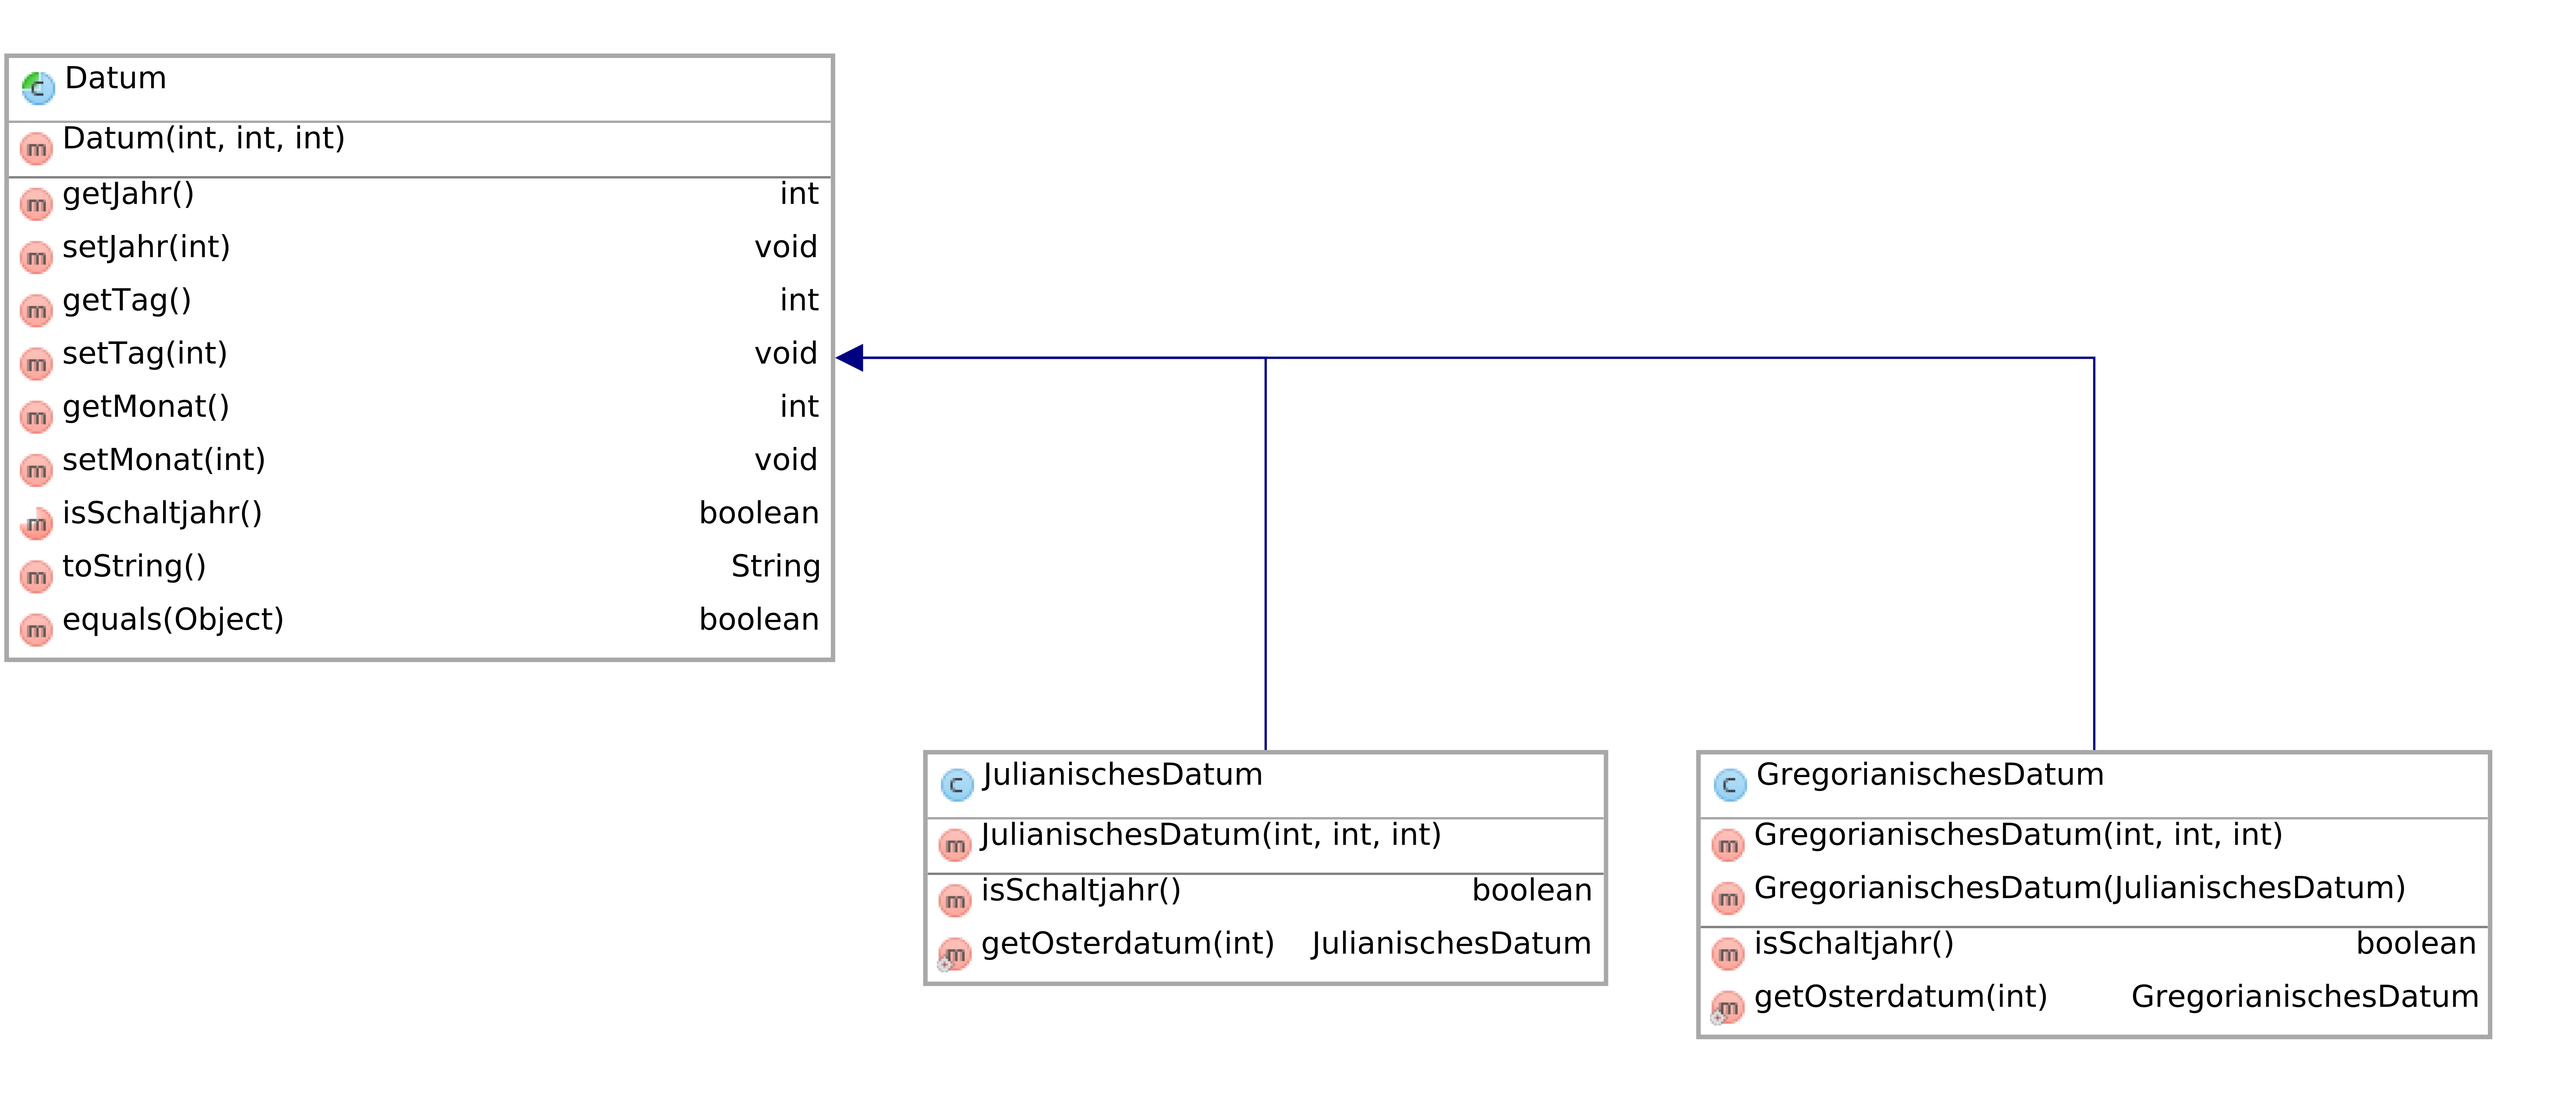 Datum
Datum(int, int, int)
getJahr() int
setJahr(int) void
getTag() int
setTag(int) void
getMonat() int
setMonat(int) void
isSchaltjahr() boolean
toString() String
equals(Object) boolean
JulianischesDatum
JulianischesDatum(int, int, int)
isSchaltjahr() boolean
getOsterdatum(int) JulianischesDatum
GregorianischesDatum
GregorianischesDatum(int, int, int)
GregorianischesDatum(JulianischesDatum)
isSchaltjahr() boolean
getOsterdatum(int) GregorianischesDatum